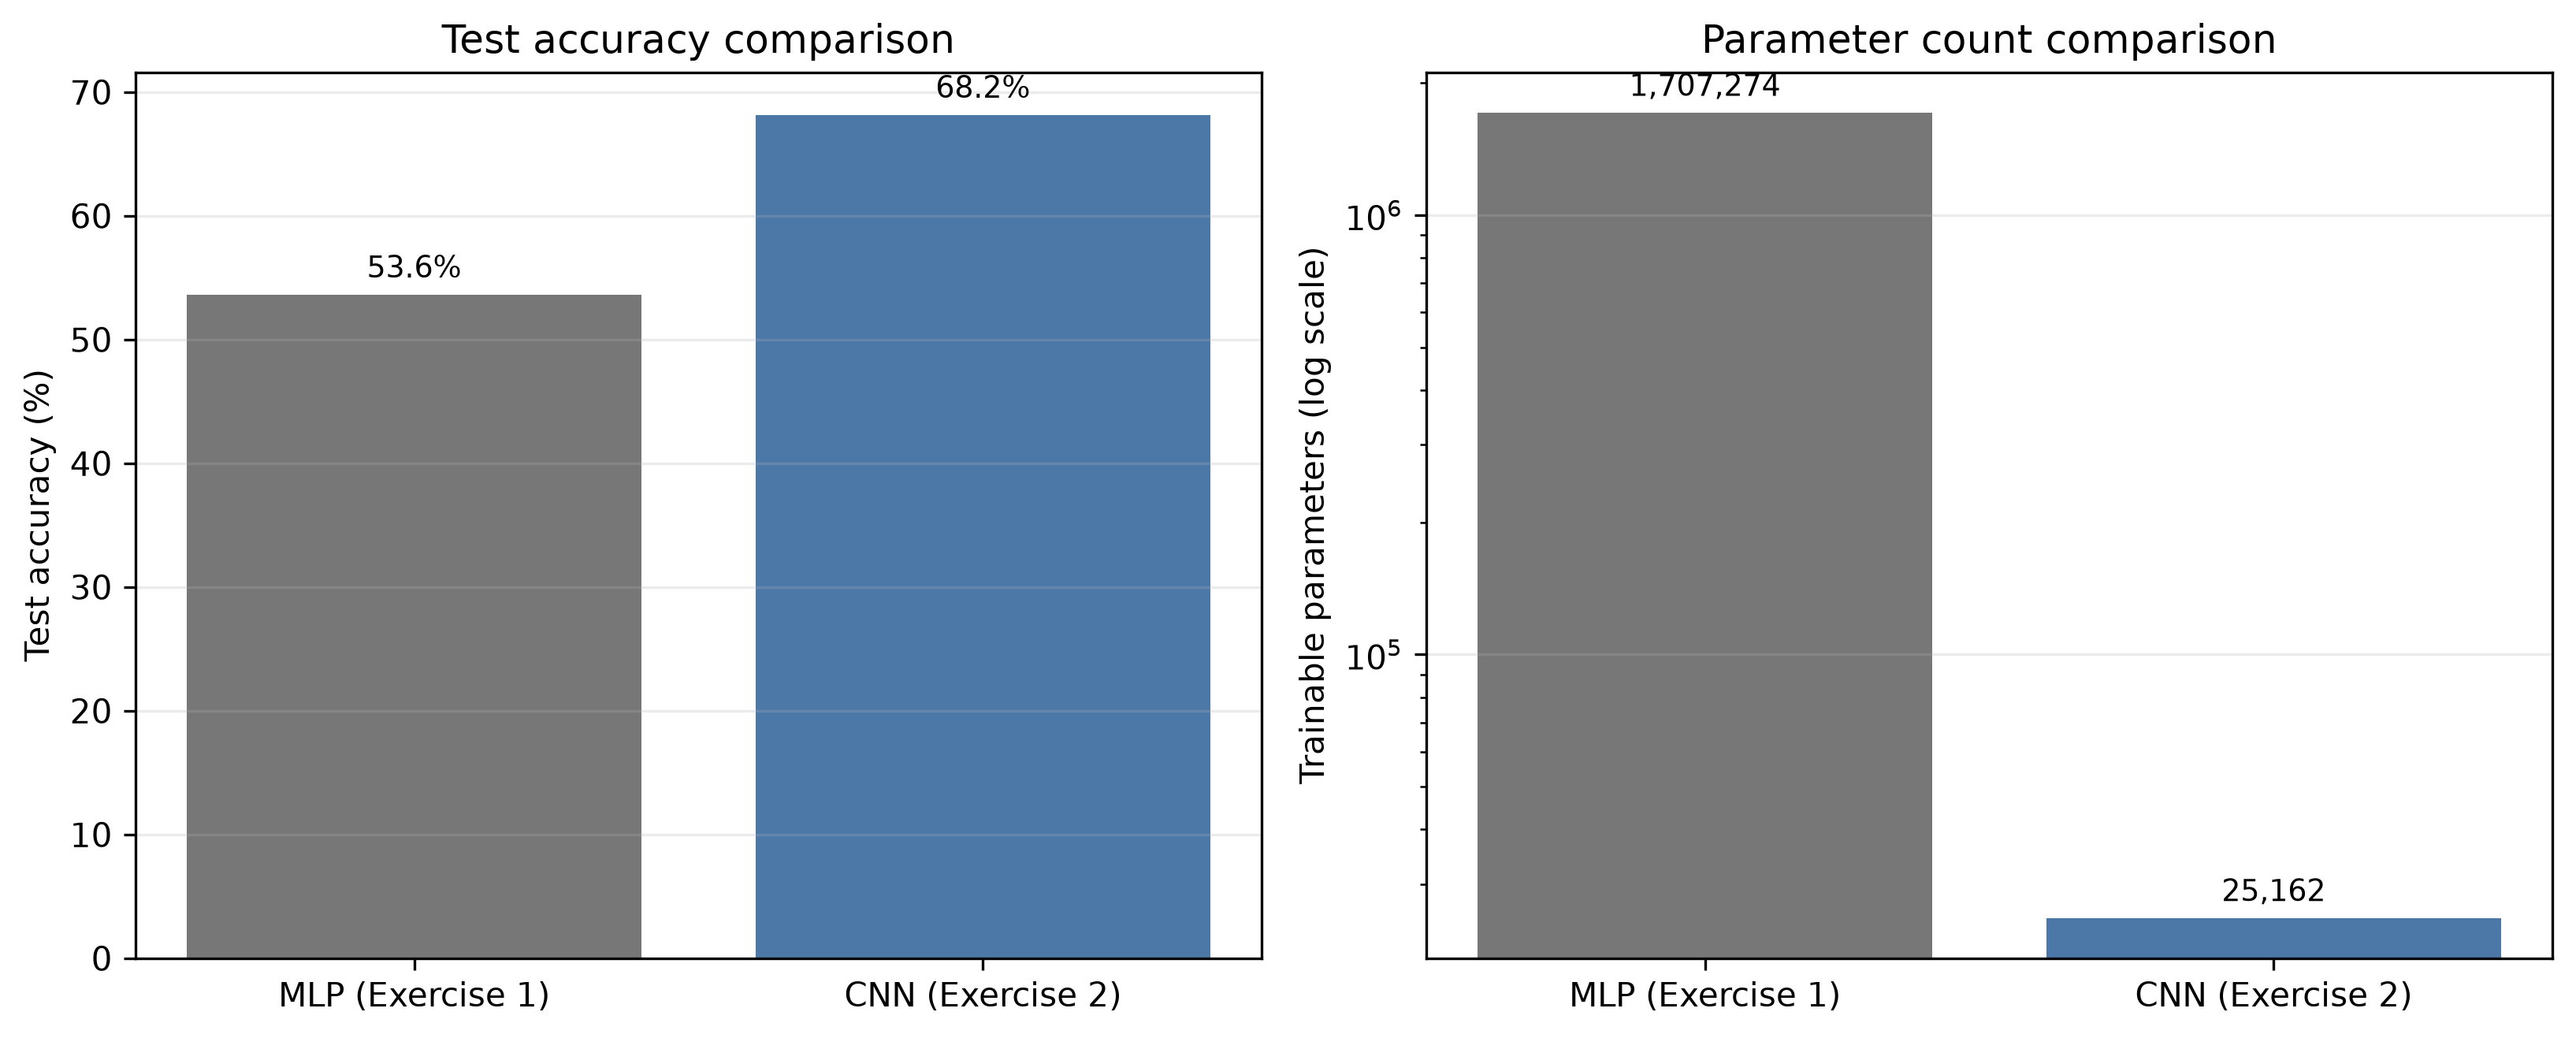 Test accuracy comparison
Test accuracy (%)
70
60
50
40
30
20
10
0
53.6%
68.2%
MLP (Exercise 1)
CNN (Exercise 2)
Parameter count comparison
Trainable parameters (log scale)
10⁶
10⁵
1,707,274
25,162
MLP (Exercise 1)
CNN (Exercise 2)